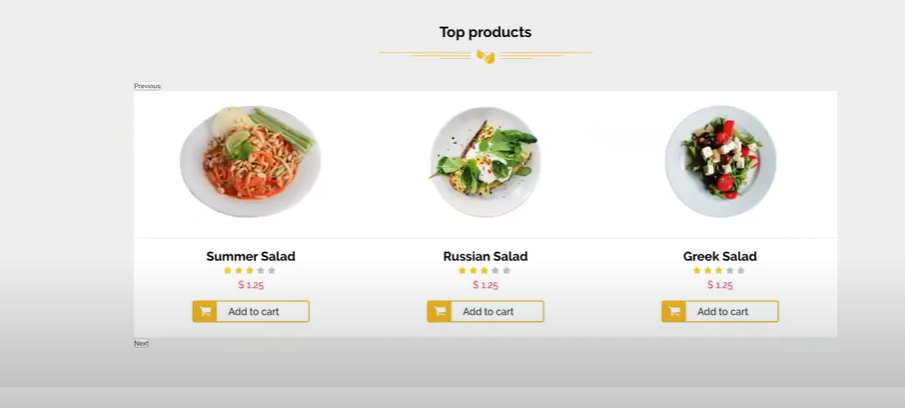 Top products
Previous
Summer Salad
$ 1.25
Add to cart
Russian Salad
$ 1.25
Add to cart
Greek Salad
$ 1.25
Add to cart
Next